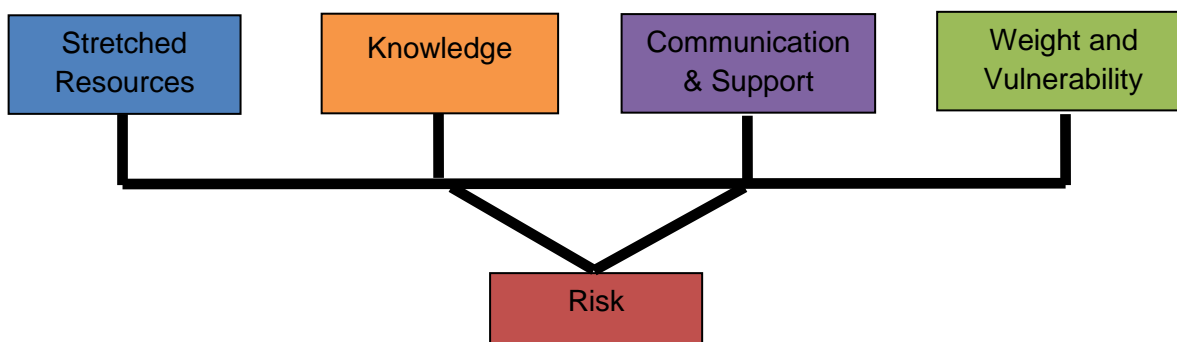 Stretched
Resources
Knowledge
Communication
& Support
Weight and
Vulnerability
Risk